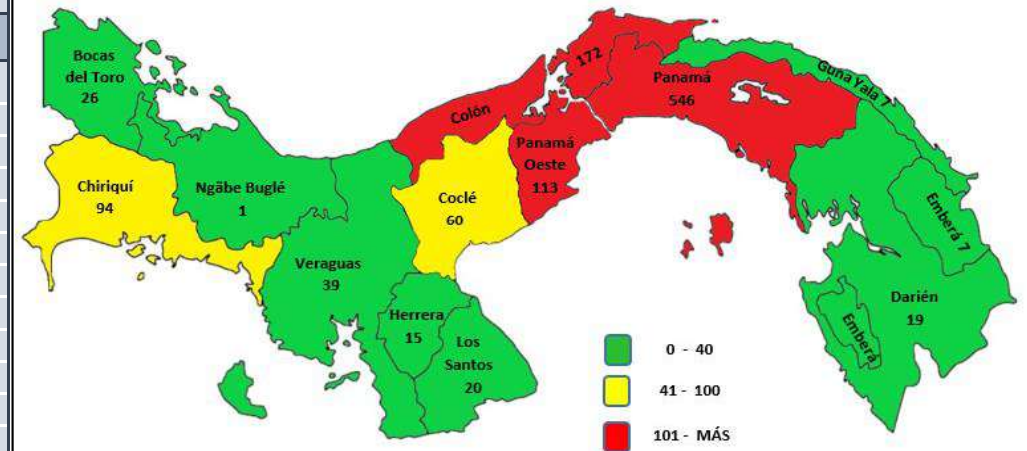 Bocas
del Toro
26
Chiriquí
94
Ngäbe Buglé
1
Veraguas
39
Herrera
15
Los
Santos
20
Coclé
60
Colón
172
Panamá
Oeste
113
Panamá
546
Guna Yala 7
Emberá 7
Darién
19
Emberá
0 - 40
41 - 100
101 - MÁS